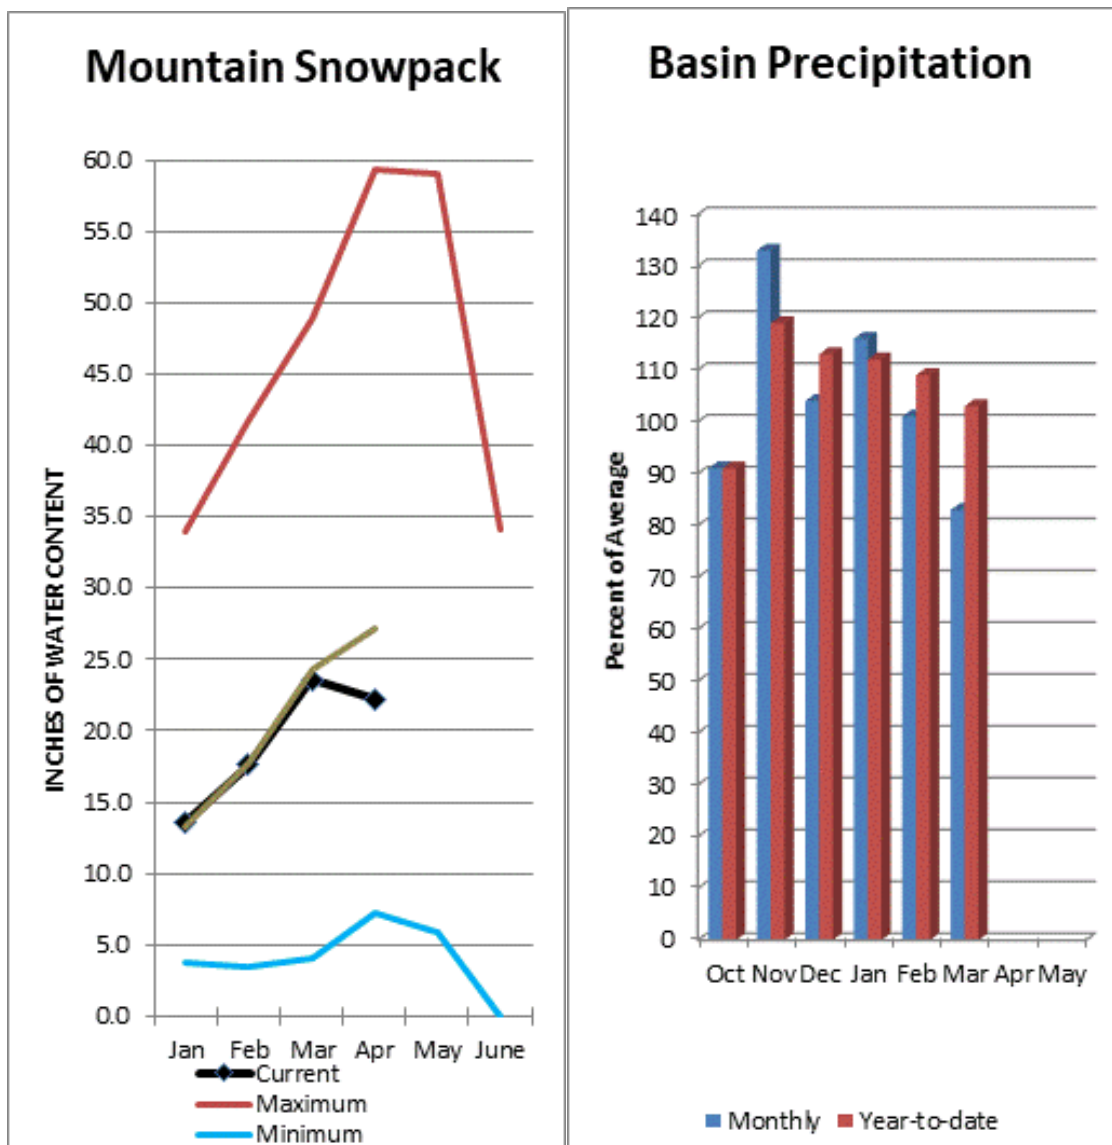 Mountain Snowpack
INCHES OF WATER CONTENT
60.0
55.0
50.0
45.0
40.0
35.0
30.0
25.0
20.0
15.0
10.0
5.0
0.0
Jan Feb Mar Apr May June
Current
Maximum
Minimum
Basin Precipitation
Percent of Average
140
130
120
110
100
90
80
70
60
50
40
30
20
10
0
Oct Nov Dec Jan Feb Mar Apr May
Monthly Year-to-date